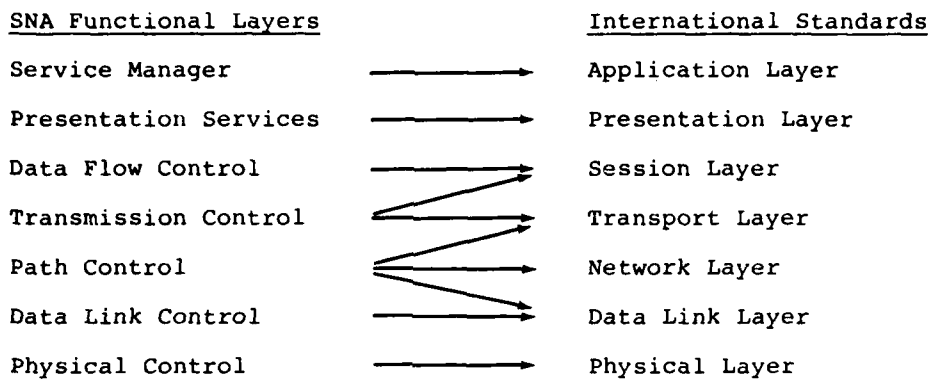 SNA Functional Layers International Standards
Service Manager Application Layer
Presentation Services Presentation Layer
Data Flow Control Session Layer
Transmission Control Transport Layer
Path Control Network Layer
Data Link Control Data Link Layer
Physical Control Physical Layer